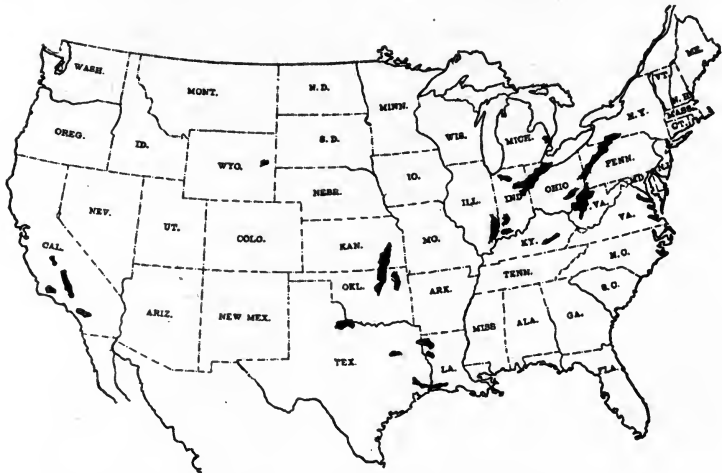 WASH.
MONT.
N. D.
MINN.
ME.
VT.
N. H.
MASS.
CT.
N. Y.
OREG.
ID.
WYO.
S. D.
WIS.
MICH.
PENN.
N.J.
NEBR.
IO.
ILL.
IND.
OHIO
MD.
VA.
NEV.
UT.
COLO.
KAN.
MO.
KY.
VA.
CAL.
OKL.
ARK.
TENN.
N. C.
S. C.
ARIZ.
NEW MEX.
TEX.
LA.
MISS
ALA.
GA.
FLA.